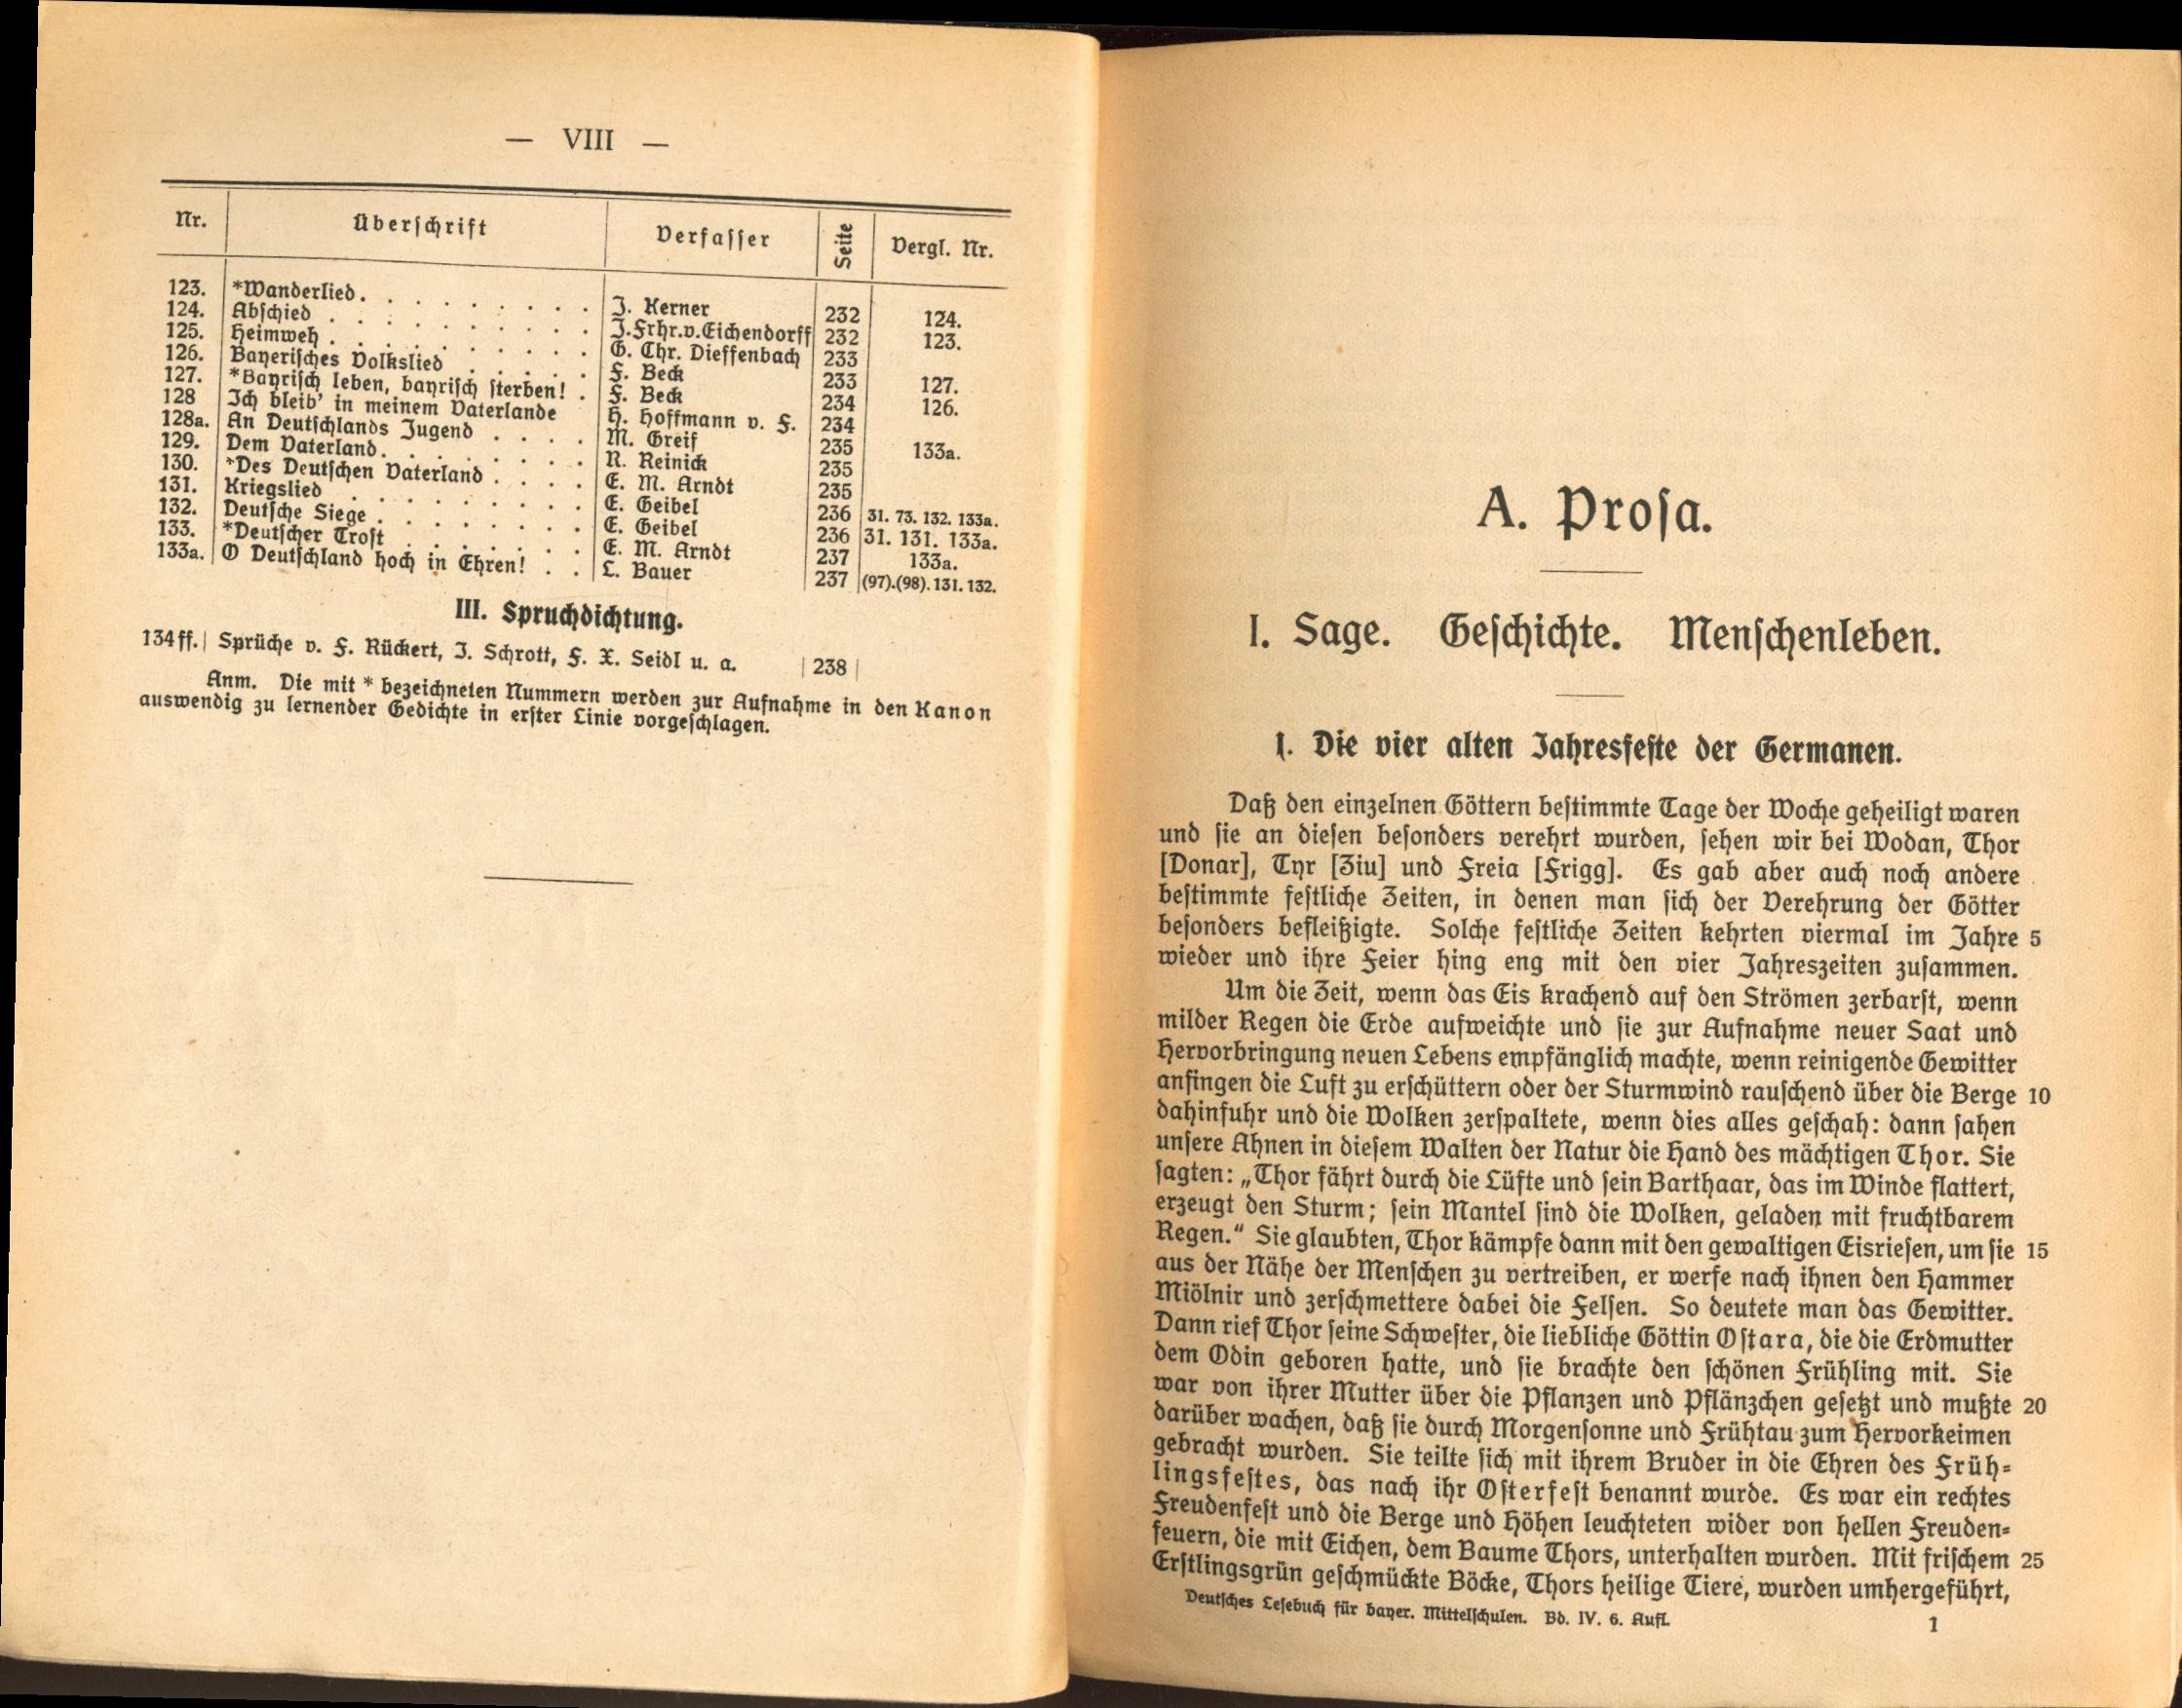 — VIII —
Nr. Überschrift Verfasser Seite Vergl. Nr.
123. *Wanderlied . . . . . . . . . . J. Kerner 232 124.
124. Abschied . . . . . . . . . . J.Frhr.v.Eichendorff 232 123.
125. Heimweh . . . . . . . . . . G. Chr. Dieffenbach 233
126. Bayerisches Volkslied . . . . . F. Beck 233 127.
127. *Bayrisch leben, bayrisch sterben! . F. Beck 234 126.
128 Ich bleib' in meinem Vaterlande H. Hoffmann v. F. 234
128a. An Deutschlands Jugend . . . . M. Greif 235 133a.
129. Dem Vaterland . . . . . . . . R. Reinick 235
130. *Des Deutschen Vaterland . . . . E. M. Arndt 235
131. Kriegslied . . . . . . . . . E. Geibel 236 31. 73. 132. 133a.
132. Deutsche Siege . . . . . . . . E. Geibel 236 31. 131. 133a.
133. *Deutscher Trost . . . . . . . E. M. Arndt 237 133a.
133a. O Deutschland hoch in Ehren! . . L. Bauer 237 (97).(98). 131. 132.
III. Spruchdichtung.
134ff. Sprüche v. F. Rückert, J. Schrott, F. X. Seidl u. a. 238
Anm. Die mit * bezeichneten Nummern werden zur Aufnahme in den Kanon
auswendig zu lernender Gedichte in erster Linie vorgeschlagen.
A. Prosa.
I. Sage. Geschichte. Menschenleben.
1. Die vier alten Jahresfeste der Germanen.
Daß den einzelnen Göttern bestimmte Tage der Woche geheiligt waren
und sie an diesen besonders verehrt wurden, sehen wir bei Wodan, Thor
[Donar], Tyr [Ziu] und Freia [Frigg]. Es gab aber auch noch andere
bestimmte festliche Zeiten, in denen man sich der Verehrung der Götter
besonders befleißigte. Solche festliche Zeiten kehrten viermal im Jahre 5
wieder und ihre Feier hing eng mit den vier Jahreszeiten zusammen.
Um die Zeit, wenn das Eis krachend auf den Strömen zerbarst, wenn
milder Regen die Erde aufweichte und sie zur Aufnahme neuer Saat und
Hervorbringung neuen Lebens empfänglich machte, wenn reinigende Gewitter
anfingen die Luft zu erschüttern oder der Sturmwind rauschend über die Berge 10
dahinfuhr und die Wolken zerspaltete, wenn dies alles geschah: dann sahen
unsere Ahnen in diesem Walten der Natur die Hand des mächtigen Thor. Sie
sagten: „Thor fährt durch die Lüfte und sein Barthaar, das im Winde flattert,
erzeugt den Sturm; sein Mantel sind die Wolken, geladen mit fruchtbarem
Regen.“ Sie glaubten, Thor kämpfe dann mit den gewaltigen Eisriesen, um sie 15
aus der Nähe der Menschen zu vertreiben, er werfe nach ihnen den Hammer
Miölnir und zerschmettere dabei die Felsen. So deutete man das Gewitter.
Dann rief Thor seine Schwester, die liebliche Göttin Ostara, die die Erdmutter
dem Odin geboren hatte, und sie brachte den schönen Frühling mit. Sie
war von ihrer Mutter über die Pflanzen und Pflänzchen gesetzt und mußte 20
darüber wachen, daß sie durch Morgensonne und Frühtau zum Hervorkeimen
gebracht wurden. Sie teilte sich mit ihrem Bruder in die Ehren des Früh-
lingsfestes, das nach ihr Osterfest benannt wurde. Es war ein rechtes
Freudenfest und die Berge und Höhen leuchteten wider von hellen Freuden-
feuern, die mit Eichen, dem Baume Thors, unterhalten wurden. Mit frischem 25
Erstlingsgrün geschmückte Böcke, Thors heilige Tiere, wurden umhergeführt,
Deutsches Lesebuch für bayer. Mittelschulen. Bd. IV. 6. Aufl. 1